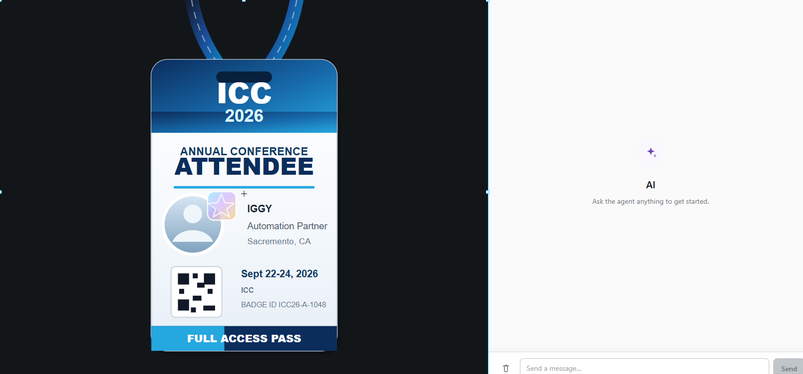 ICC
2026
ANNUAL CONFERENCE
ATTENDEE
IGGY
Automation Partner
Sacremento, CA
Sept 22-24, 2026
ICC
BADGE ID ICC26-A-1048
FULL ACCESS PASS
AI
Ask the agent anything to get started.
Send a message...
Send